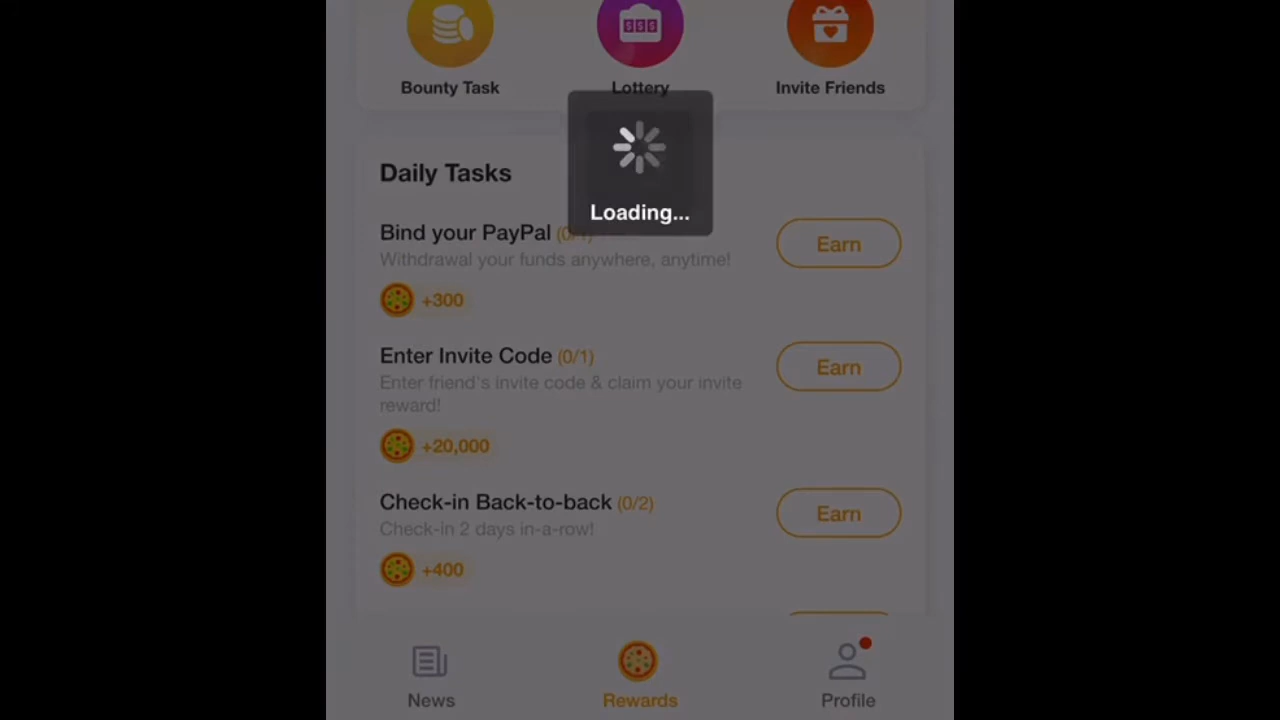 Bounty Task
Lottery
Invite Friends
Loading...
Daily Tasks
Bind your PayPal (0/1)
Withdrawal your funds anywhere, anytime!
Earn
+300
Enter Invite Code (0/1)
Enter friend's invite code & claim your invite
reward!
Earn
+20,000
Check-in Back-to-back (0/2)
Check-in 2 days in-a-row!
Earn
+400
News
Rewards
Profile